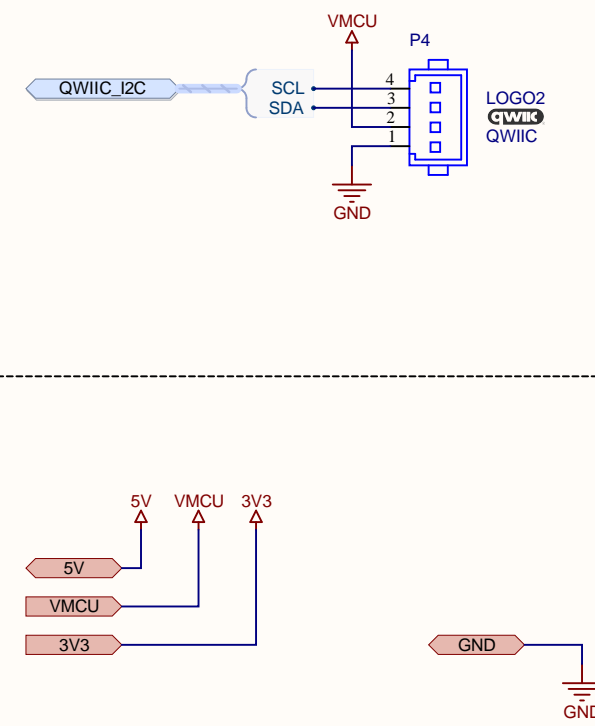 VMCU
P4
QWIIC_I2C
SCL
SDA
4
3
2
1
LOGO2
qwiic
QWIIC
GND
5V VMCU 3V3
5V
VMCU
3V3
GND
GND